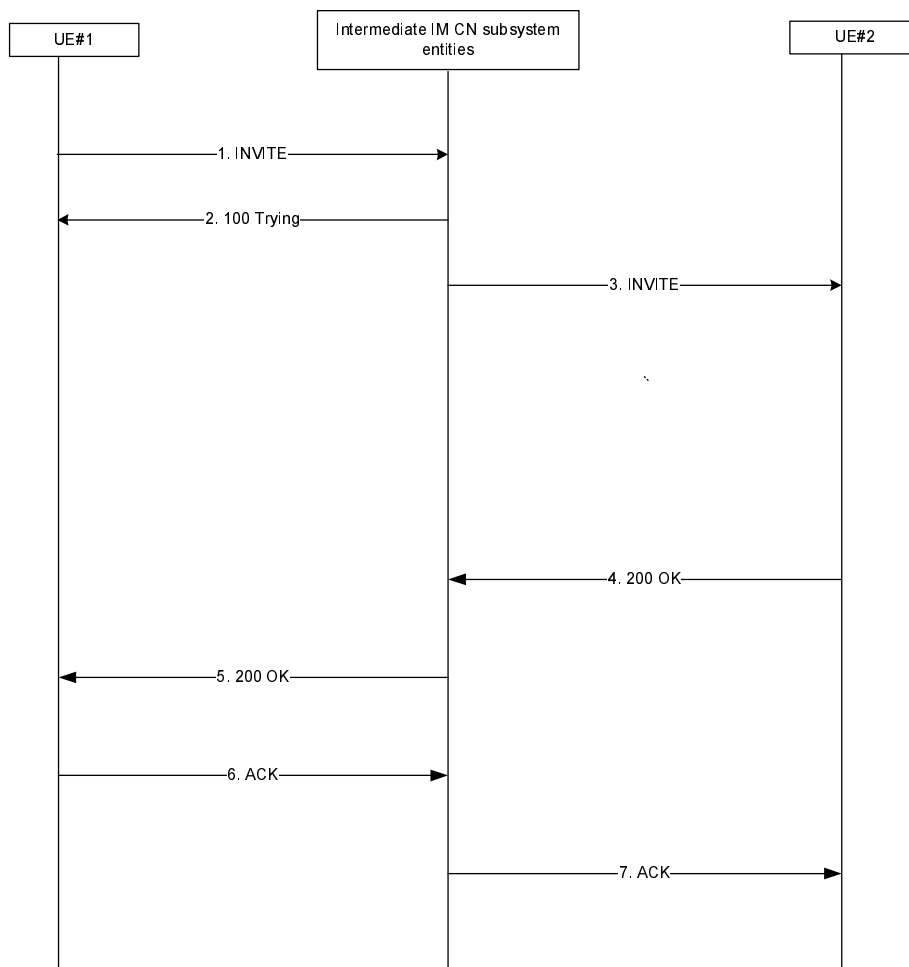 UE#1
Intermediate IM CN subsystem
entities
UE#2
1. INVITE
2. 100 Trying
3. INVITE
4. 200 OK
5. 200 OK
6. ACK
7. ACK